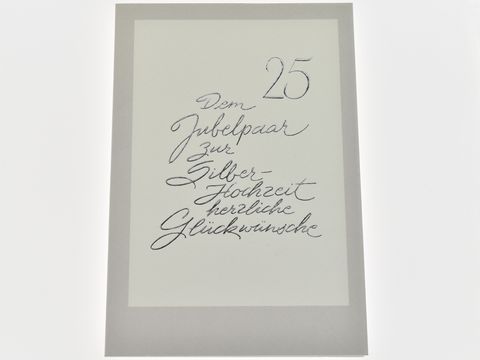 25
Dem
Jubelpaar
zur
Silber-
Hochzeit
herzliche
Glückwünsche